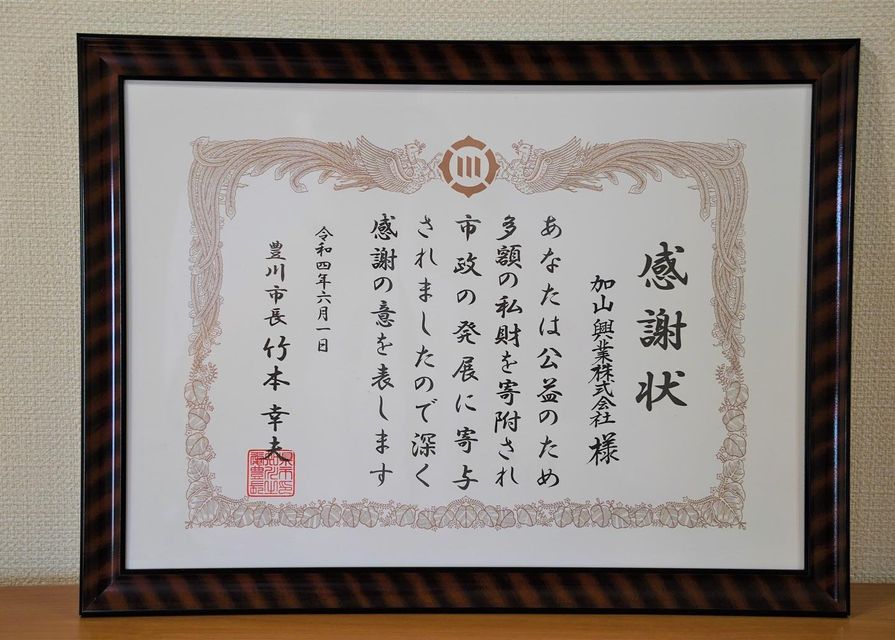 感謝状
加山興業株式会社 様
あなたは公益のため
多額の私財を寄附され
市政の発展に寄与
されましたので深く
感謝の意を表します
令和四年六月一日
豊川市長 竹本 幸夫